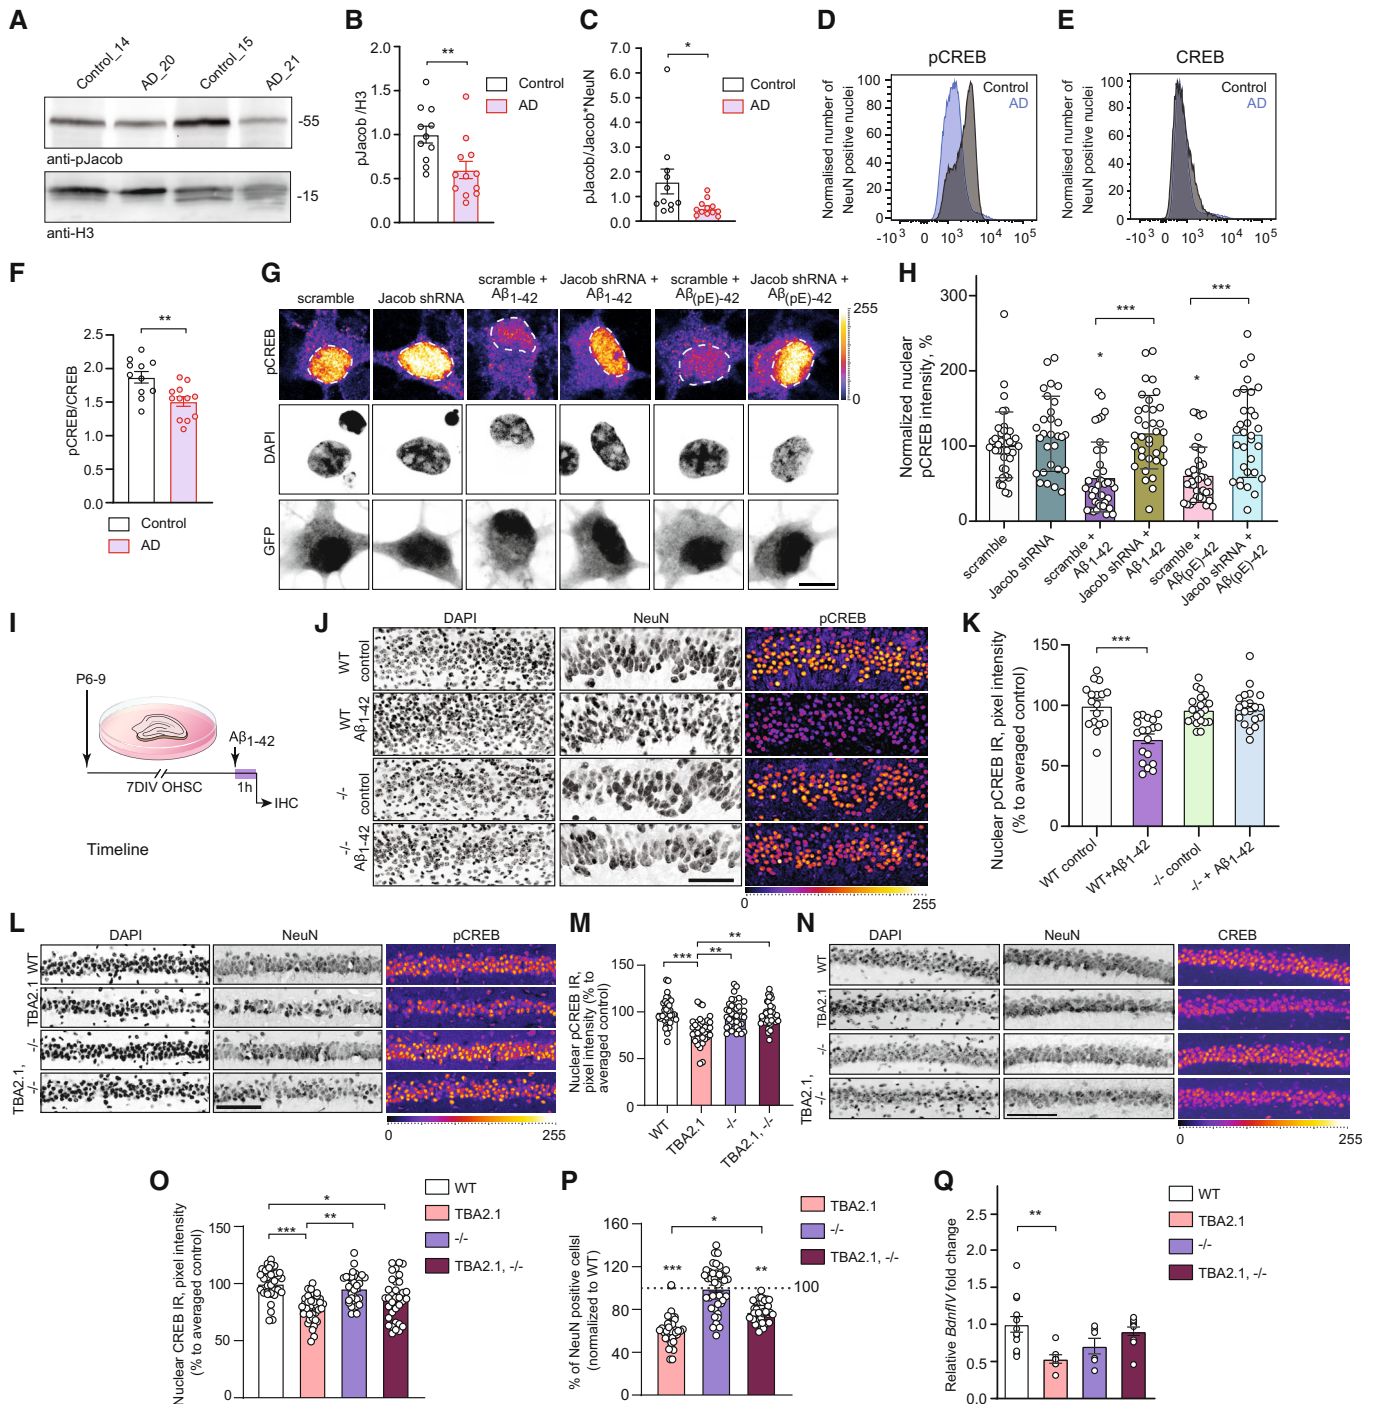 A
Control_14
AD_20
Control_15
AD_21
-55
anti-pJacob
-15
anti-H3
B
pJacob /H3
2.0
1.5
1.0
0.5
0.0
**
Control
AD
C
pJacob/Jacob*NeuN
7.0
6.0
5.0
4.0
3.0
2.0
1.0
0.0
*
Control
AD
D
pCREB
Normalised number of
NeuN positive nuclei
100
80
60
40
20
0
Control
AD
-10³ 0 10³ 10⁴ 10⁵
E
CREB
Normalised number of
NeuN positive nuclei
100
80
60
40
20
0
Control
AD
-10³ 0 10³ 10⁴ 10⁵
F
pCREB/CREB
2.5
2.0
1.5
1.0
0.5
0.0
**
Control
AD
G
scramble
Jacob shRNA
scramble +
Aβ1-42
Jacob shRNA +
Aβ1-42
scramble +
Aβ(pE)-42
Jacob shRNA +
Aβ(pE)-42
pCREB
DAPI
GFP
255
0
H
Normalized nuclear
pCREB intensity, %
300
200
100
0
***
***
*
*
scramble
Jacob shRNA
scramble +
Aβ1-42
Jacob shRNA +
Aβ1-42
scramble +
Aβ(pE)-42
Jacob shRNA +
Aβ(pE)-42
I
P6-9
Aβ1-42
7DIV OHSC
1h
IHC
Timeline
J
DAPI
NeuN
pCREB
WT
control
WT
Aβ1-42
-/-
control
-/-
Aβ1-42
0
255
K
Nuclear pCREB IR, pixel intensity
(% to averaged control)
150
100
50
0
***
WT control
WT+Aβ1-42
-/- control
-/- + Aβ1-42
L
DAPI
NeuN
pCREB
WT
TBA2.1
-/-
TBA2.1,
-/-
0
255
M
Nuclear pCREB IR,
pixel intensity (% to
averaged control)
150
100
50
0
**
***
**
WT
TBA2.1
-/-
TBA2.1, -/-
N
DAPI
NeuN
CREB
WT
TBA2.1
-/-
TBA2.1,
-/-
0
255
O
Nuclear CREB IR, pixel intensity
(% to averaged control)
150
100
50
0
*
***
**
WT
TBA2.1
-/-
TBA2.1, -/-
P
% of NeuN positive cellsl
(normalized to WT)
160
120
80
40
0
*
***
**
100
TBA2.1
-/-
TBA2.1, -/-
Q
Relative BdnfIV fold change
2.5
2.0
1.5
1.0
0.5
0.0
**
WT
TBA2.1
-/-
TBA2.1, -/-